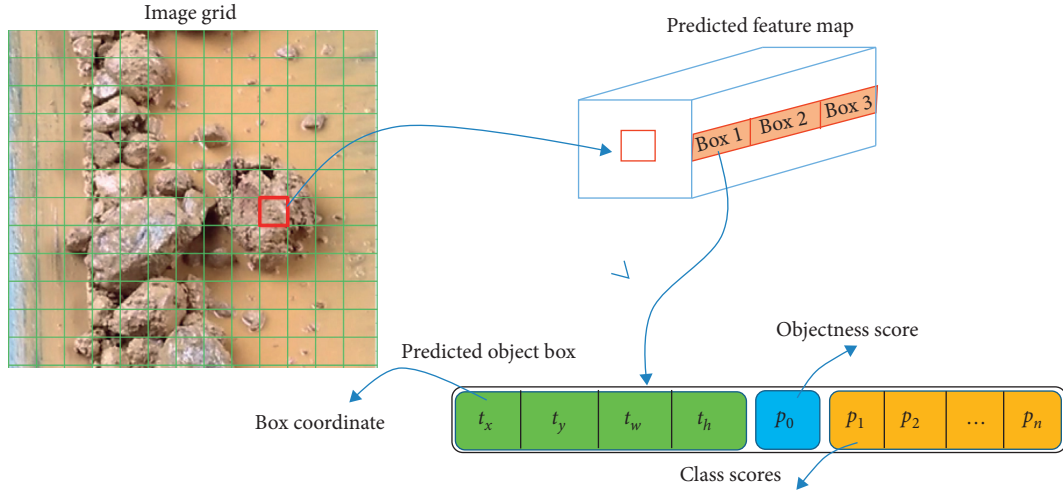 Image grid
Predicted feature map
Box 1 Box 2 Box 3
Objectness score
Predicted object box
Box coordinate
t_x t_y t_w t_h p_0 p_1 p_2 ... p_n
Class scores